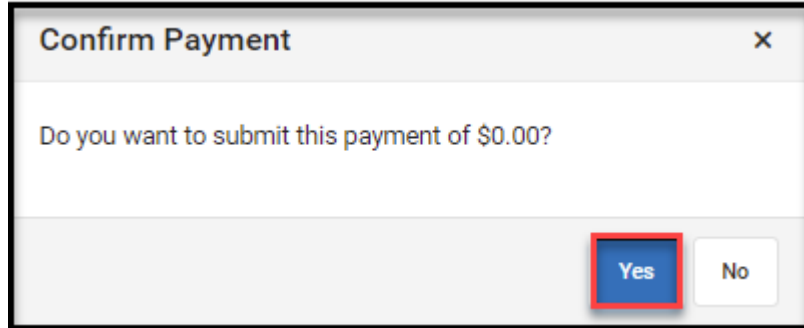 Confirm Payment
Do you want to submit this payment of $0.00?
Yes No